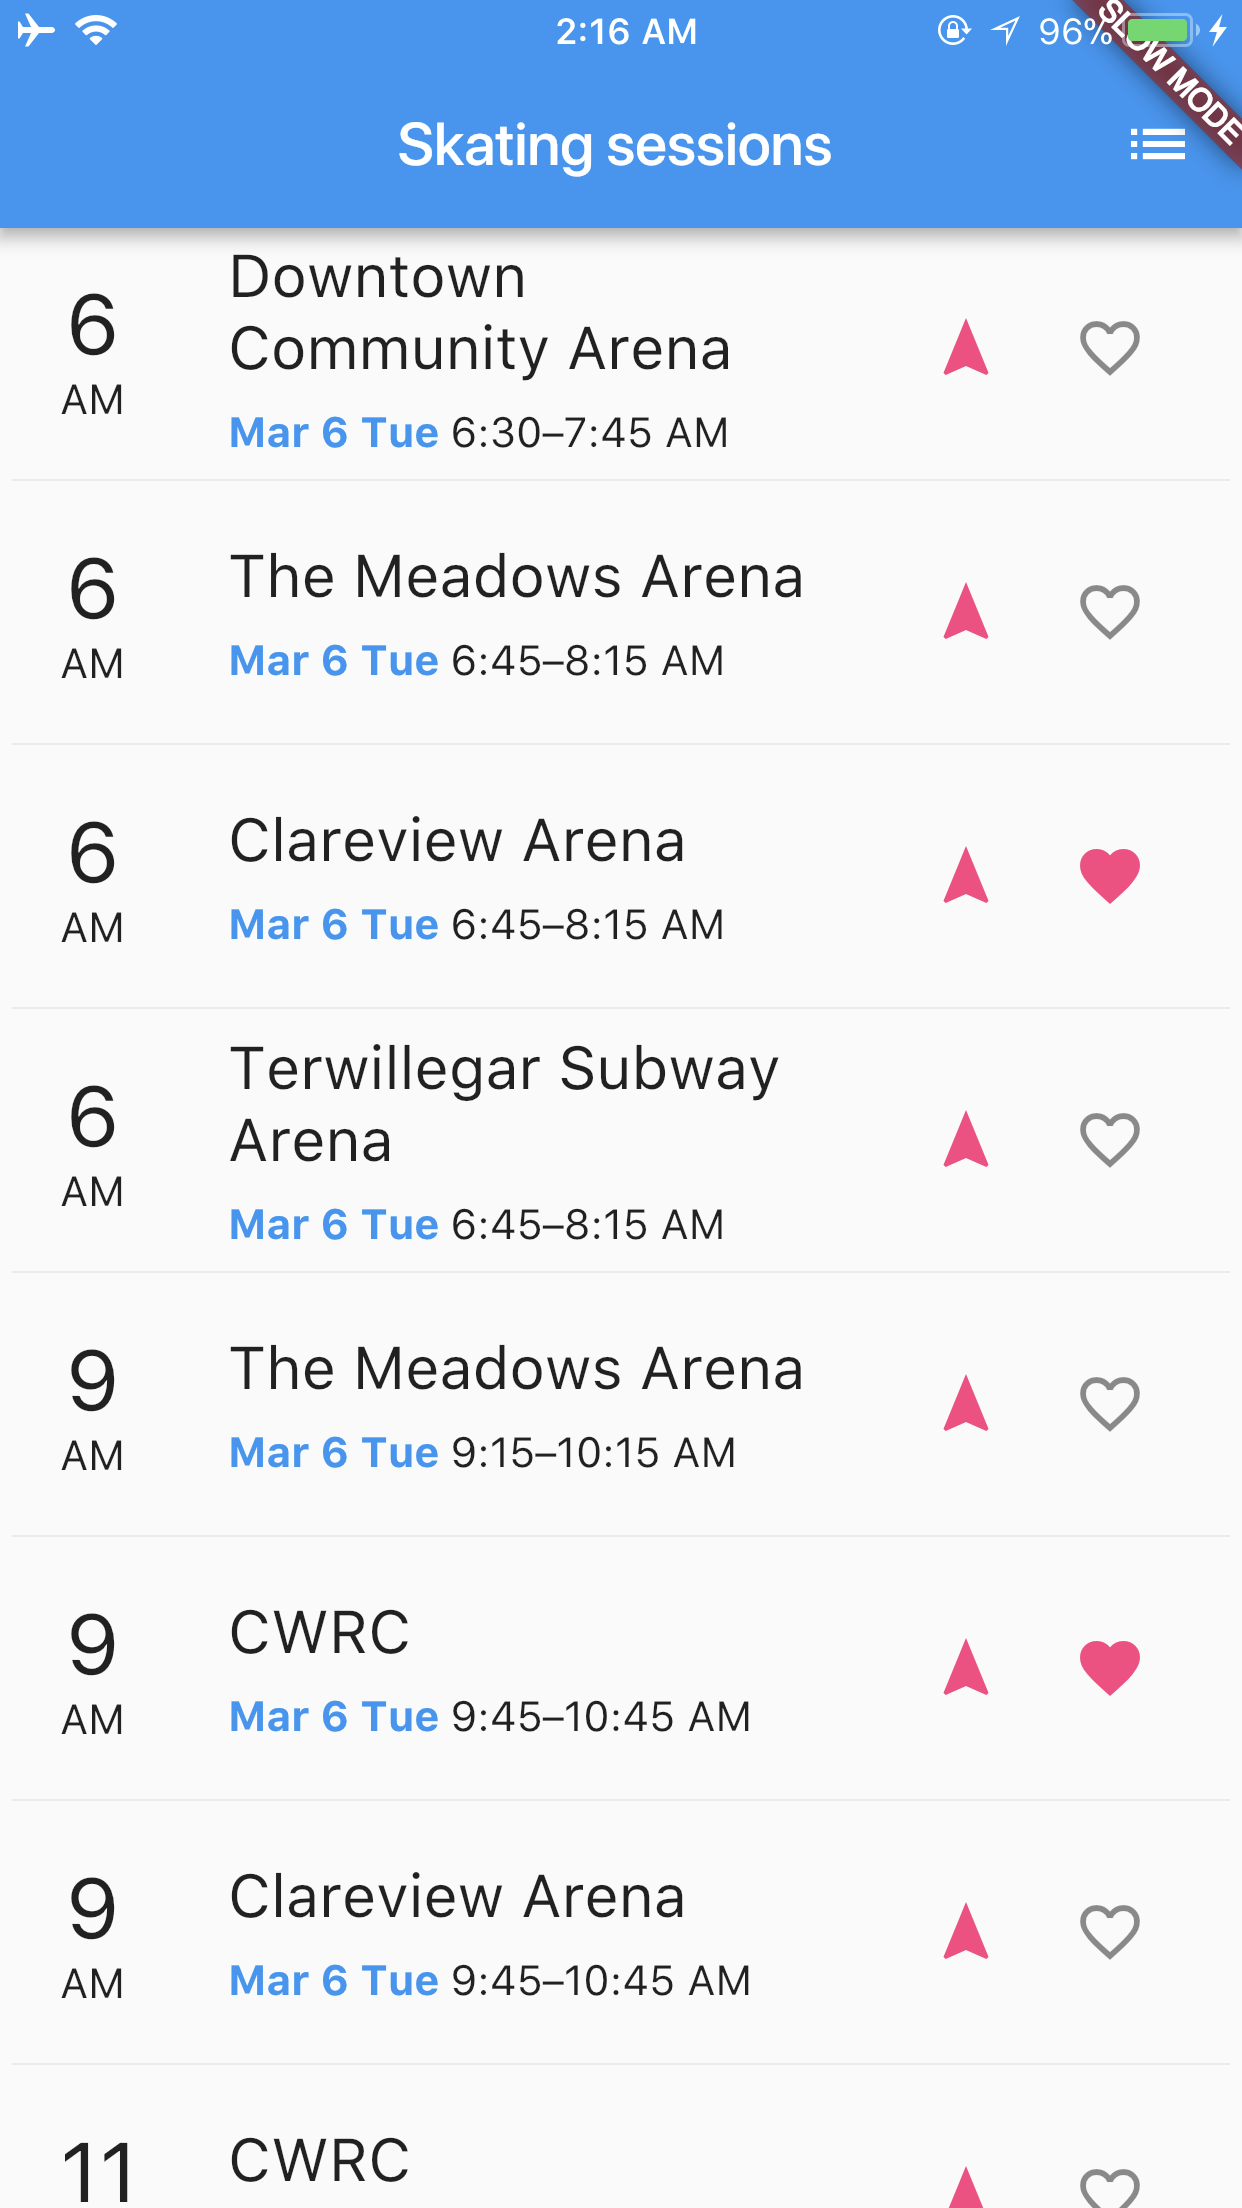 2:16 AM
96%
SLOW MODE
Skating sessions
6
AM
Downtown
Community Arena
Mar 6 Tue 6:30–7:45 AM
6
AM
The Meadows Arena
Mar 6 Tue 6:45–8:15 AM
6
AM
Clareview Arena
Mar 6 Tue 6:45–8:15 AM
6
AM
Terwillegar Subway
Arena
Mar 6 Tue 6:45–8:15 AM
9
AM
The Meadows Arena
Mar 6 Tue 9:15–10:15 AM
9
AM
CWRC
Mar 6 Tue 9:45–10:45 AM
9
AM
Clareview Arena
Mar 6 Tue 9:45–10:45 AM
11
CWRC